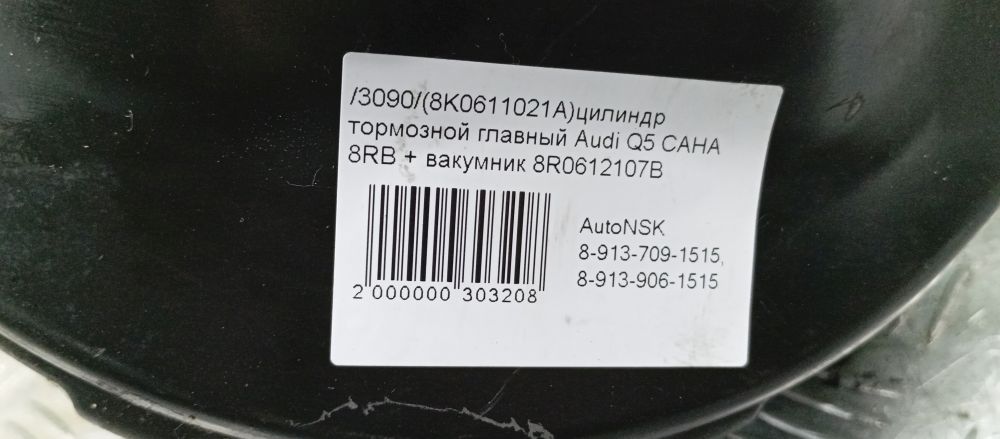 /3090/(8K0611021A)цилиндр
тормозной главный Audi Q5 CAHA
8RB + вакумник 8R0612107B
AutoNSK
8-913-709-1515,
8-913-906-1515
2 000000 303208